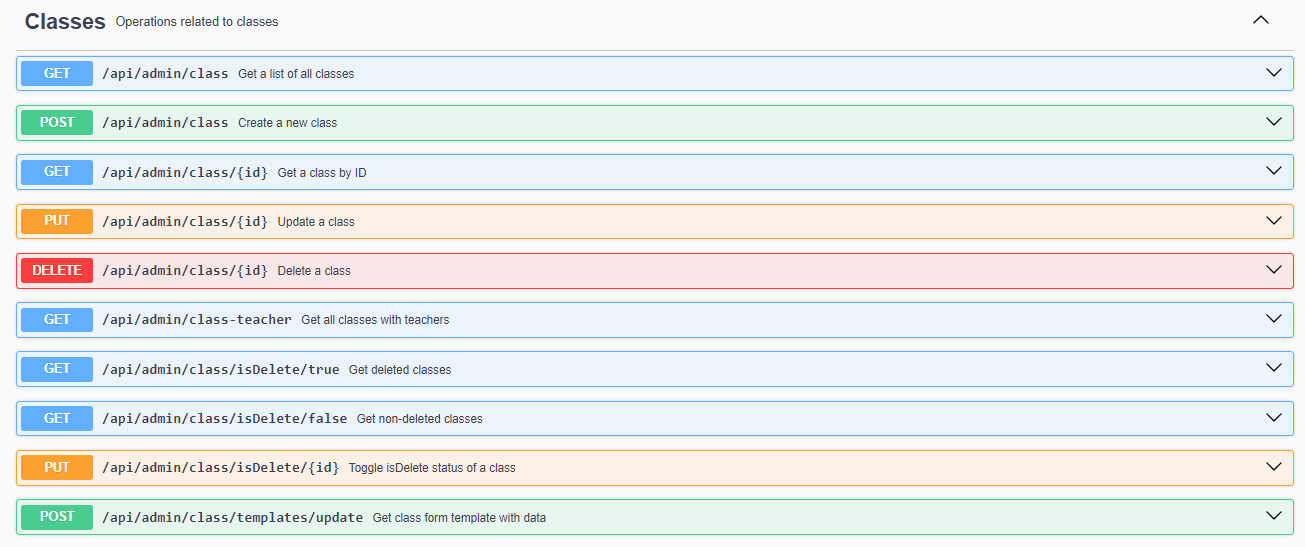 Classes Operations related to classes
GET /api/admin/class Get a list of all classes
POST /api/admin/class Create a new class
GET /api/admin/class/{id} Get a class by ID
PUT /api/admin/class/{id} Update a class
DELETE /api/admin/class/{id} Delete a class
GET /api/admin/class-teacher Get all classes with teachers
GET /api/admin/class/isDelete/true Get deleted classes
GET /api/admin/class/isDelete/false Get non-deleted classes
PUT /api/admin/class/isDelete/{id} Toggle isDelete status of a class
POST /api/admin/class/templates/update Get class form template with data